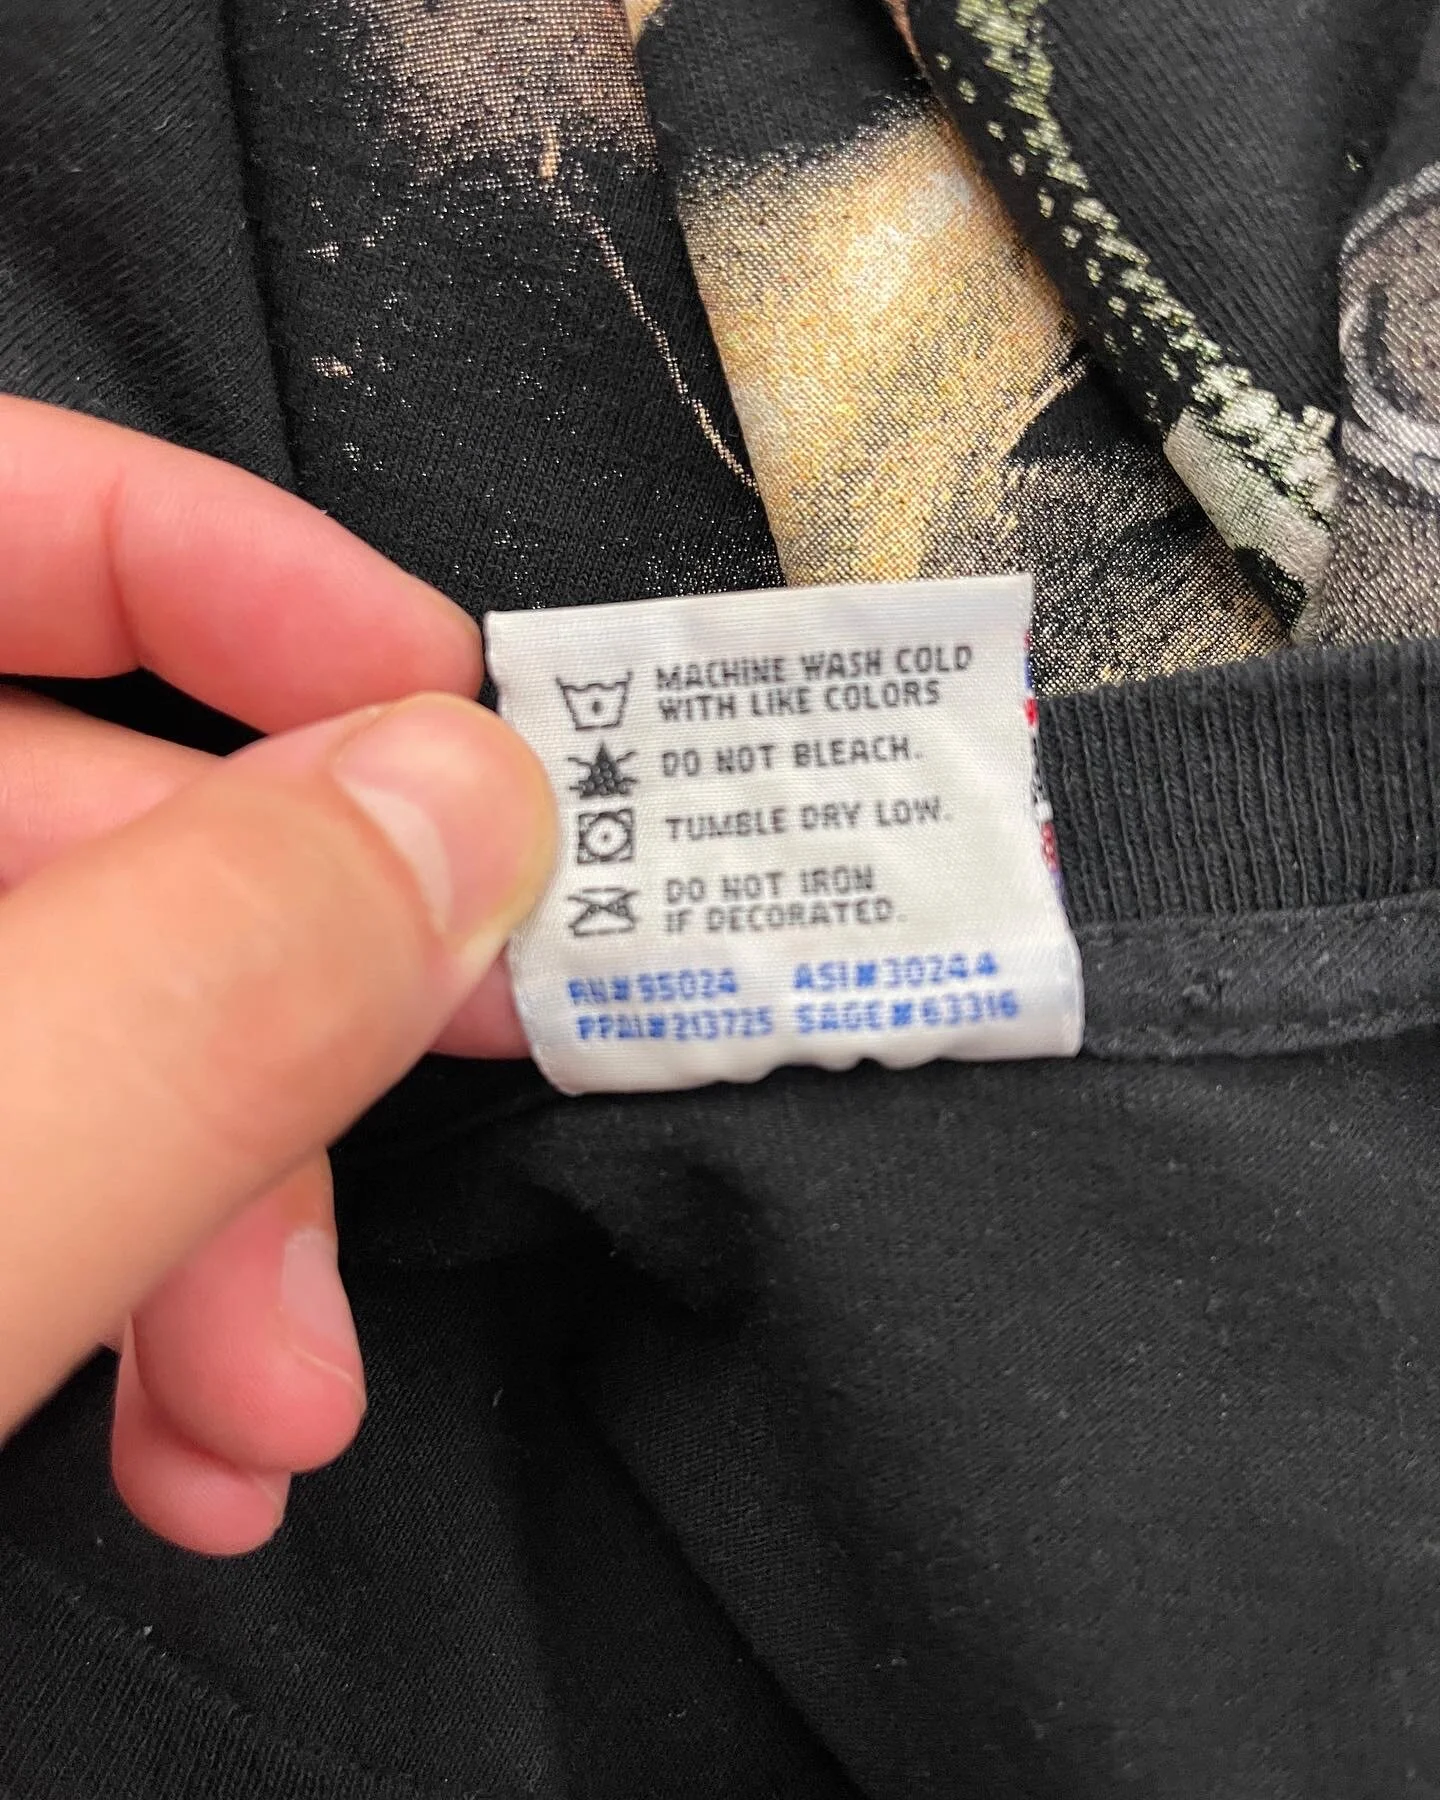 MACHINE WASH COLD
WITH LIKE COLORS
DO NOT BLEACH.
TUMBLE DRY LOW.
DO NOT IRON
IF DECORATED.
RN#95024 ASI#30244
PPAI#213725 SAGE#63316